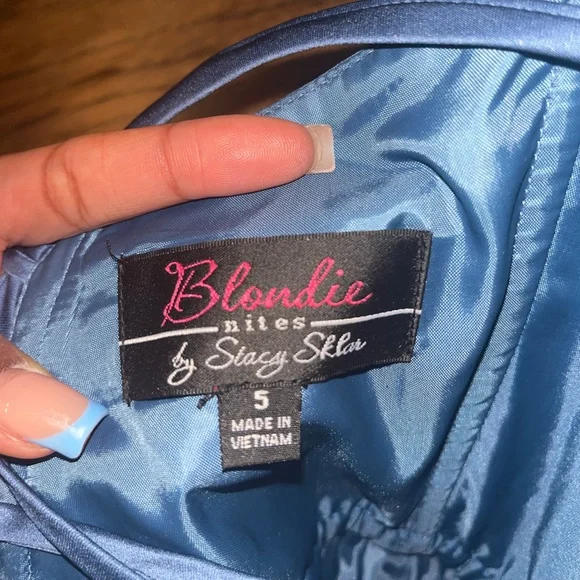 Blondie
nites
by Stacy Sklar
5
MADE IN
VIETNAM